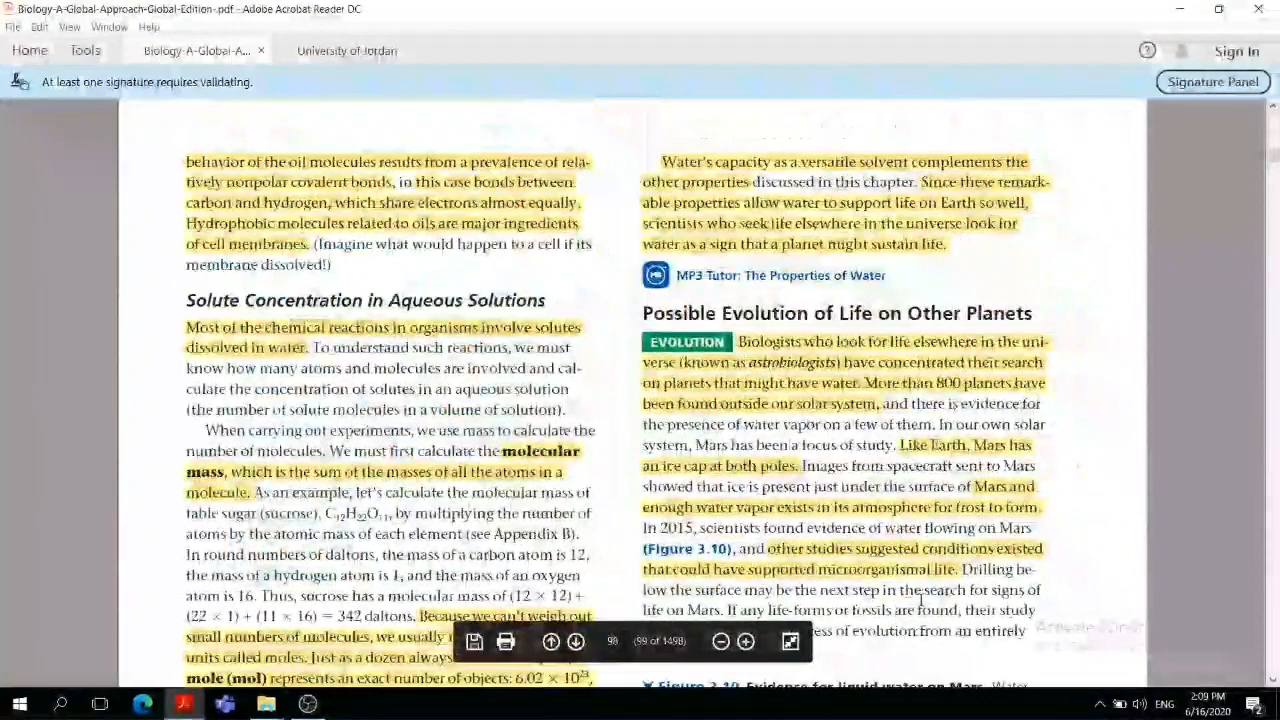 Biology-A-Global-Approach-Global-Edition-.pdf - Adobe Acrobat Reader DC
File Edit View Window Help
Home Tools Biology-A-Global-A... × University of Jordan Sign In
At least one signature requires validating. Signature Panel
behavior of the oil molecules results from a prevalence of rela-
tively nonpolar covalent bonds, in this case bonds between
carbon and hydrogen, which share electrons almost equally.
Hydrophobic molecules related to oils are major ingredients
of cell membranes. (Imagine what would happen to a cell if its
membrane dissolved!)
Solute Concentration in Aqueous Solutions
Most of the chemical reactions in organisms involve solutes
dissolved in water. To understand such reactions, we must
know how many atoms and molecules are involved and cal-
culate the concentration of solutes in an aqueous solution
(the number of solute molecules in a volume of solution).
When carrying out experiments, we use mass to calculate the
number of molecules. We must first calculate the molecular
mass, which is the sum of the masses of all the atoms in a
molecule. As an example, let's calculate the molecular mass of
table sugar (sucrose), C₁₂H₂₂O₁₁, by multiplying the number of
atoms by the atomic mass of each element (see Appendix B).
In round numbers of daltons, the mass of a carbon atom is 12,
the mass of a hydrogen atom is 1, and the mass of an oxygen
atom is 16. Thus, sucrose has a molecular mass of (12 × 12) +
(22 × 1) + (11 × 16) = 342 daltons. Because we can't weigh out
small numbers of molecules, we usually
units called moles. Just as a dozen always
mole (mol) represents an exact number of objects: 6.02 × 10²³,
Water's capacity as a versatile solvent complements the
other properties discussed in this chapter. Since these remark-
able properties allow water to support life on Earth so well,
scientists who seek life elsewhere in the universe look for
water as a sign that a planet might sustain life.
MP3 Tutor: The Properties of Water
Possible Evolution of Life on Other Planets
EVOLUTION Biologists who look for life elsewhere in the uni-
verse (known as astrobiologists) have concentrated their search
on planets that might have water. More than 800 planets have
been found outside our solar system, and there is evidence for
the presence of water vapor on a few of them. In our own solar
system, Mars has been a focus of study. Like Earth, Mars has
an ice cap at both poles. Images from spacecraft sent to Mars
showed that ice is present just under the surface of Mars and
enough water vapor exists in its atmosphere for frost to form.
In 2015, scientists found evidence of water flowing on Mars
(Figure 3.10), and other studies suggested conditions existed
that could have supported microorganismal life. Drilling be-
low the surface may be the next step in the search for signs of
life on Mars. If any life-forms or fossils are found, their study
ess of evolution from an entirely
Figure 3.10 Evidence for liquid water on Mars. Water
98 (99 of 1498)
ENG 2:09 PM
6/16/2020 2